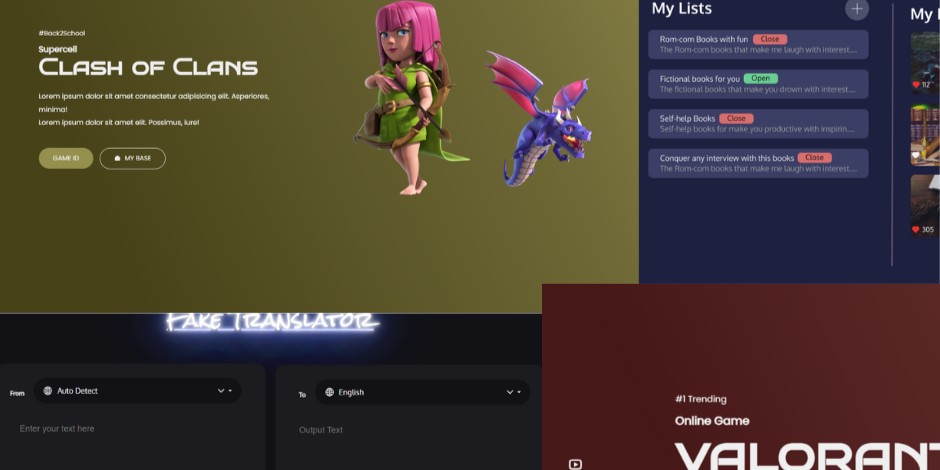 #Back2School
Supercell
Clash of Clans
Lorem ipsum dolor sit amet consectetur adipisicing elit. Asperiores,
minima!
Lorem ipsum dolor sit amet elit. Possimus, iure!
GAME ID
MY BASE
My Lists
Rom-com Books with fun Close
The Rom-com books that make me laugh with interest....
Fictional books for you Open
The fictional books that make you drown with interest....
Self-help Books Close
Self-help books for make you productive with inspirin....
Conquer any interview with this books Close
The Rom-com books that make me laugh with interest....
My
112
305
Fake Translator
From
Auto Detect
Enter your text here
To
English
Output Text
#1 Trending
Online Game
VALORANT